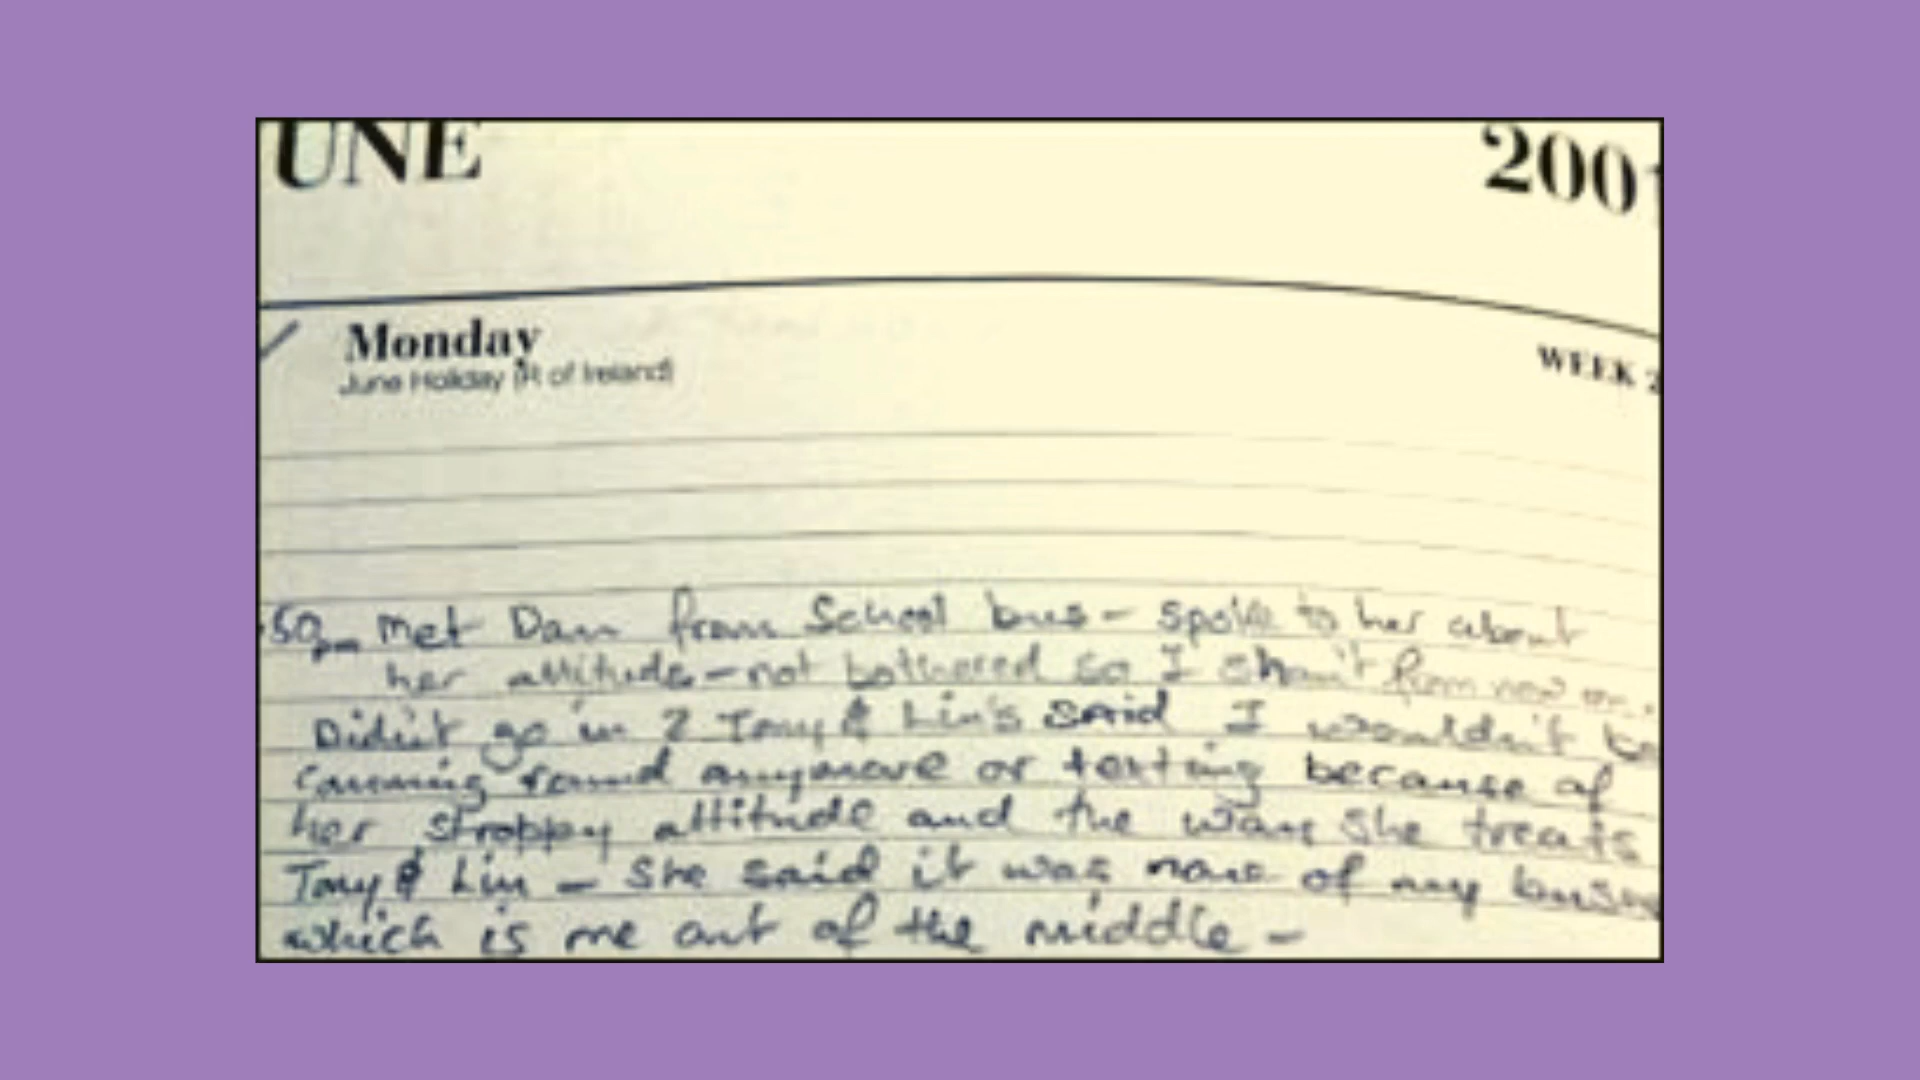 UNE 200
Monday WEEK 2
June Holiday (R of Ireland)
50pm met Dan from School bus - spoke to her about
her attitude - not bothered so I shan't from now on.
Didn't go in 2 Tony & Lin's said I wouldn't be
comming round anymore or texting because of
her stroppy attitude and the way she treats
Tony & Lin - She said it was none of my
which is me out of the middle -